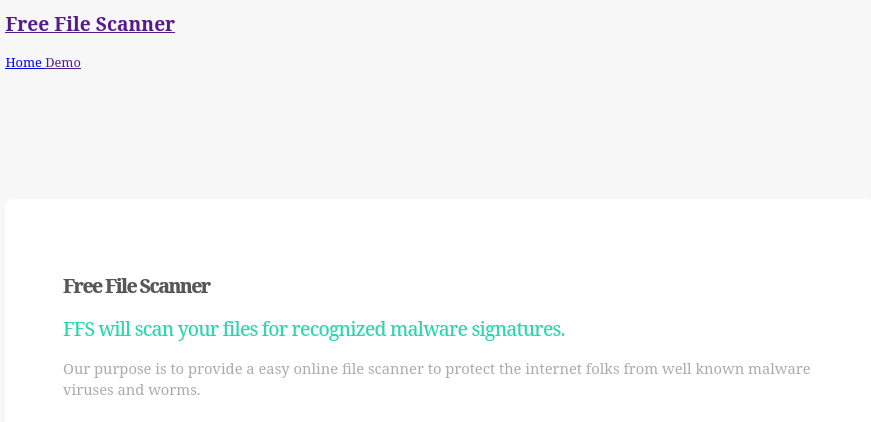 Free File Scanner
Home Demo
Free File Scanner
FFS will scan your files for recognized malware signatures.
Our purpose is to provide a easy online file scanner to protect the internet folks from well known malware
viruses and worms.